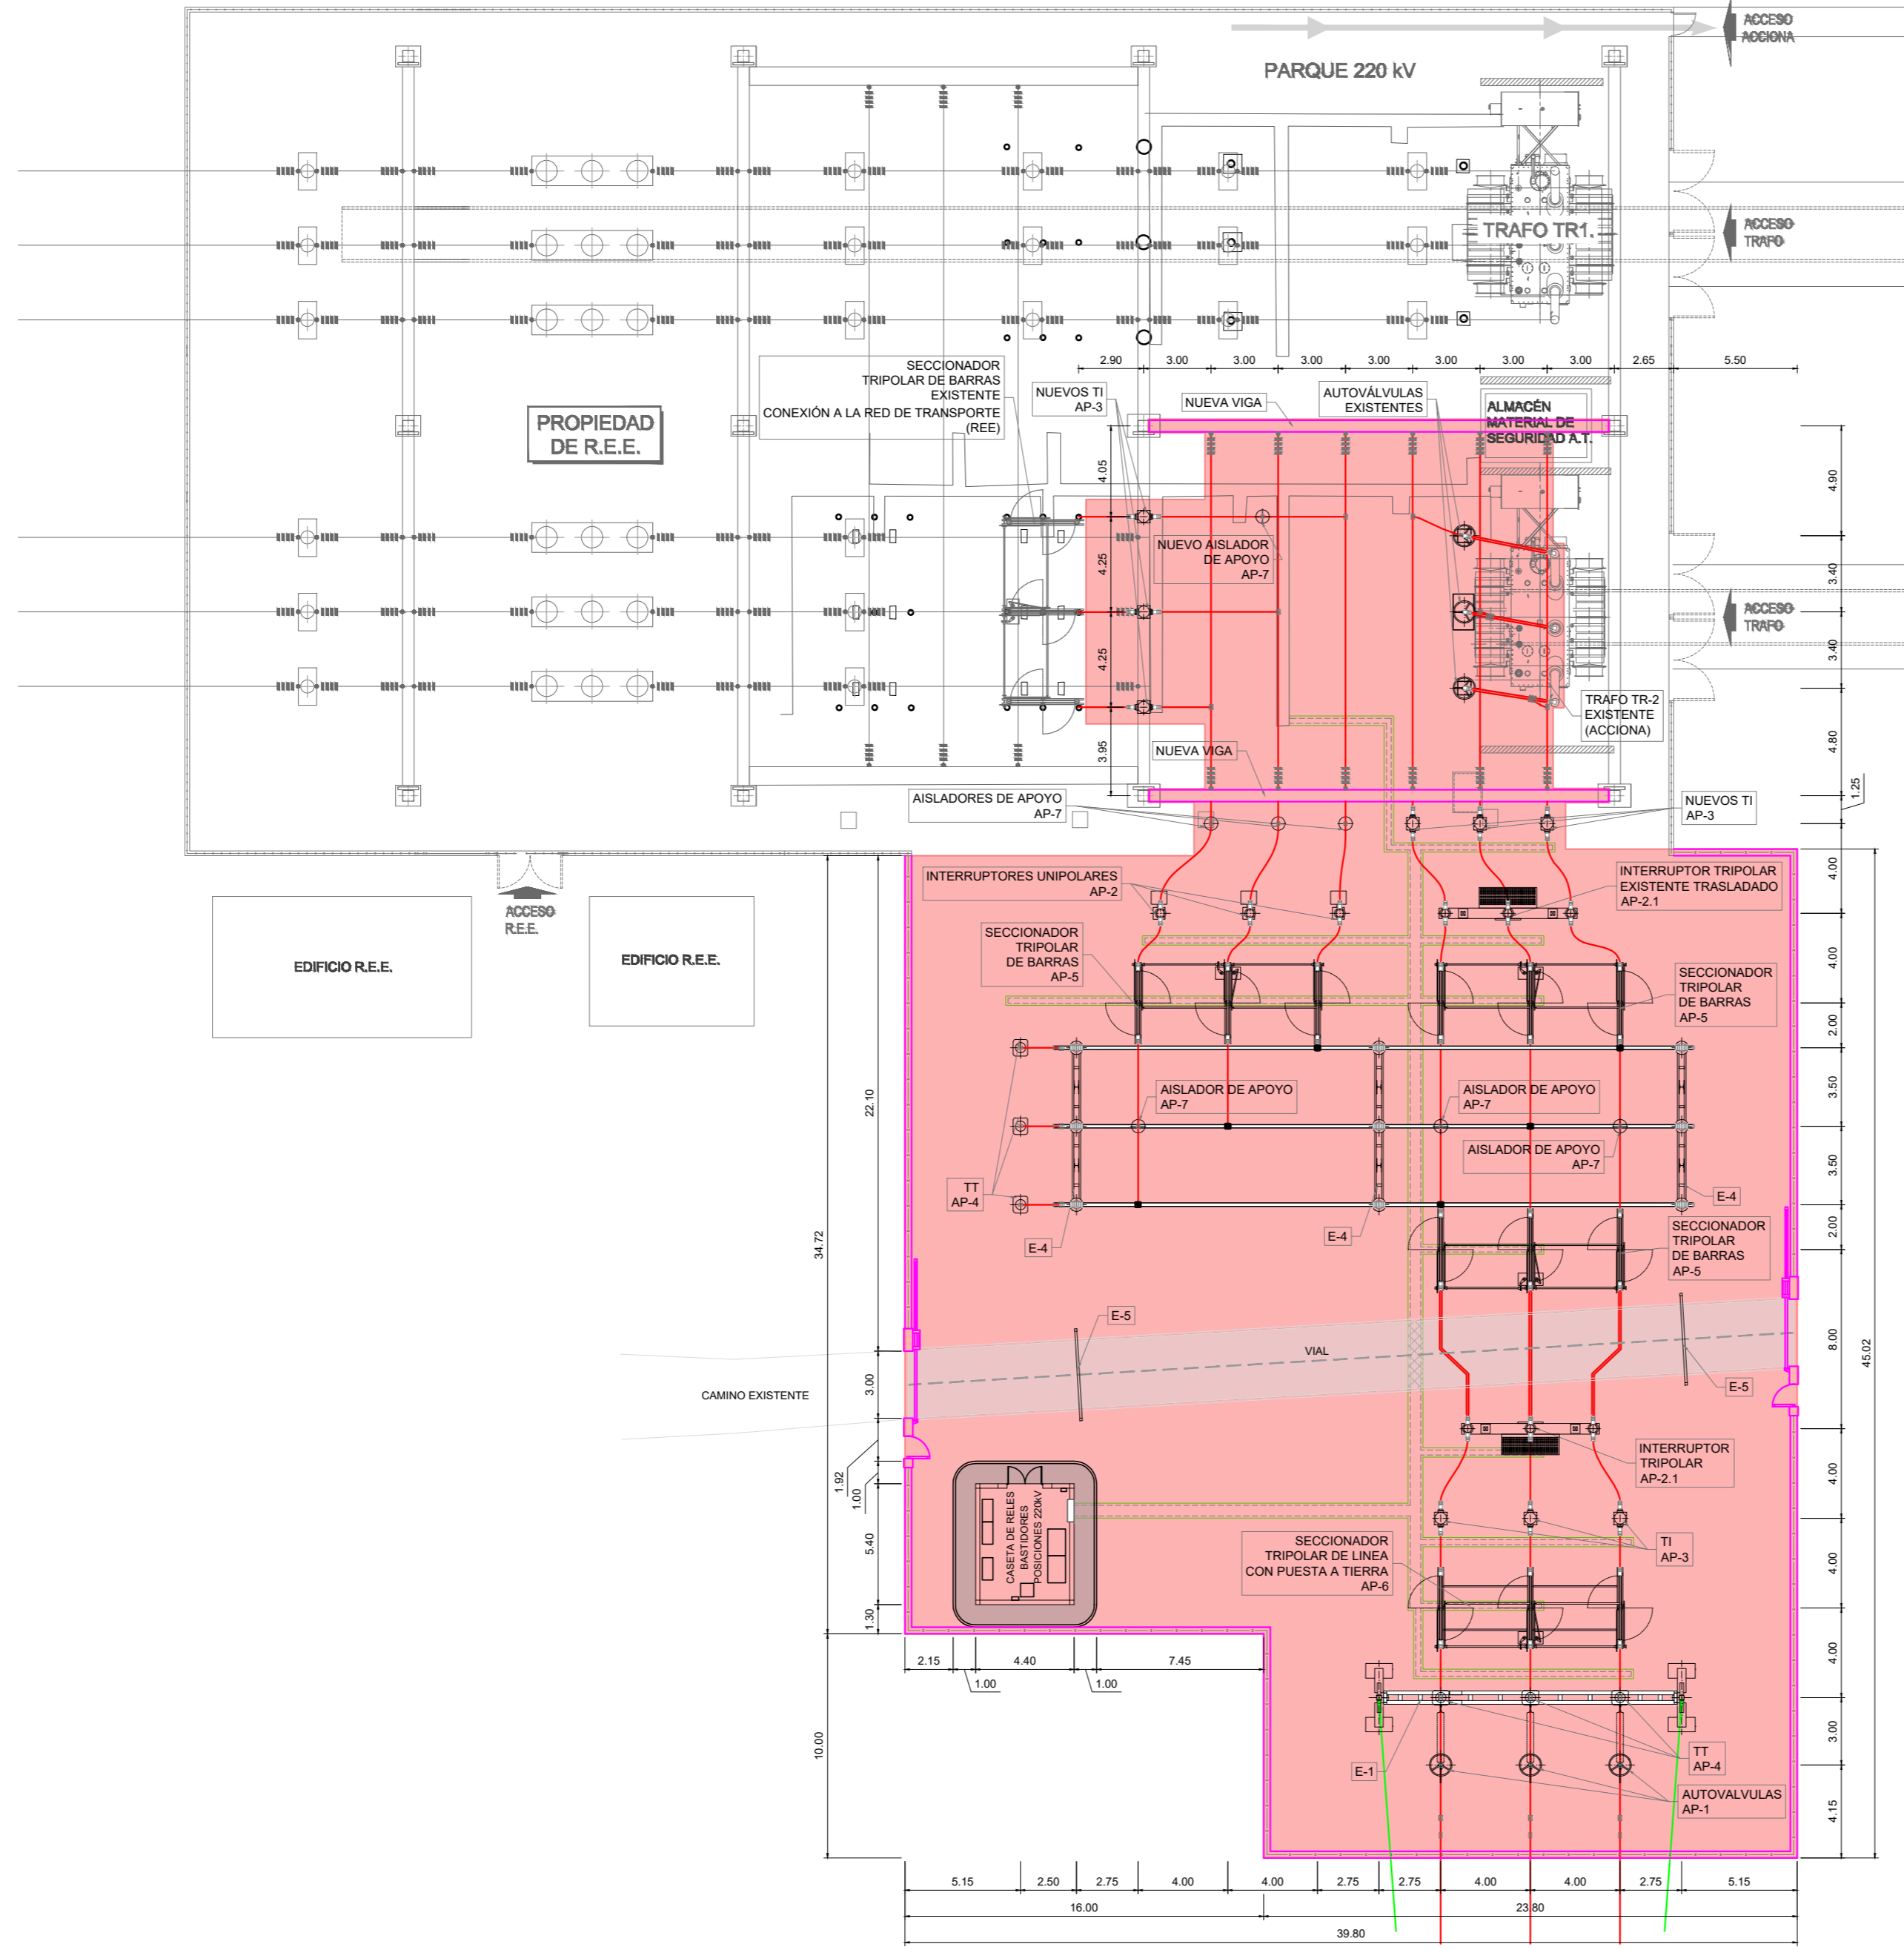 ACCESO
ACCIONA
PARQUE 220 kV
ACCESO
TRAFO
TRAFO TR1.
2.90
3.00
3.00
3.00
3.00
3.00
3.00
3.00
2.65
5.50
SECCIONADOR
TRIPOLAR DE BARRAS
EXISTENTE
CONEXIÓN A LA RED DE TRANSPORTE
(REE)
NUEVOS TI
AP-3
NUEVA VIGA
AUTOVÁLVULAS
EXISTENTES
ALMACÉN
MATERIAL DE
SEGURIDAD A.T.
PROPIEDAD
DE R.E.E.
4.05
4.25
4.25
3.95
4.90
3.40
3.40
4.80
1.25
NUEVO AISLADOR
DE APOYO
AP-7
ACCESO
TRAFO
TRAFO TR-2
EXISTENTE
(ACCIONA)
NUEVA VIGA
AISLADORES DE APOYO
AP-7
NUEVOS TI
AP-3
INTERRUPTORES UNIPOLARES
AP-2
INTERRUPTOR TRIPOLAR
EXISTENTE TRASLADADO
AP-2.1
ACCESO
R.E.E.
EDIFICIO R.E.E.
EDIFICIO R.E.E.
SECCIONADOR
TRIPOLAR
DE BARRAS
AP-5
SECCIONADOR
TRIPOLAR
DE BARRAS
AP-5
4.00
4.00
2.00
3.50
3.50
2.00
8.00
4.00
4.00
4.00
3.00
4.15
45.02
22.10
34.72
3.00
1.92
1.00
5.40
1.30
10.00
AISLADOR DE APOYO
AP-7
AISLADOR DE APOYO
AP-7
AISLADOR DE APOYO
AP-7
TT
AP-4
E-4
E-4
E-4
SECCIONADOR
TRIPOLAR
DE BARRAS
AP-5
E-5
VIAL
E-5
CAMINO EXISTENTE
INTERRUPTOR
TRIPOLAR
AP-2.1
CASETA DE RELES
BASTIDORES
POSICIONES 220kV
SECCIONADOR
TRIPOLAR DE LINEA
CON PUESTA A TIERRA
AP-6
TI
AP-3
2.15
1.00
4.40
1.00
7.45
E-1
TT
AP-4
AUTOVALVULAS
AP-1
5.15
2.50
2.75
4.00
4.00
2.75
2.75
4.00
4.00
2.75
5.15
16.00
23.80
39.80